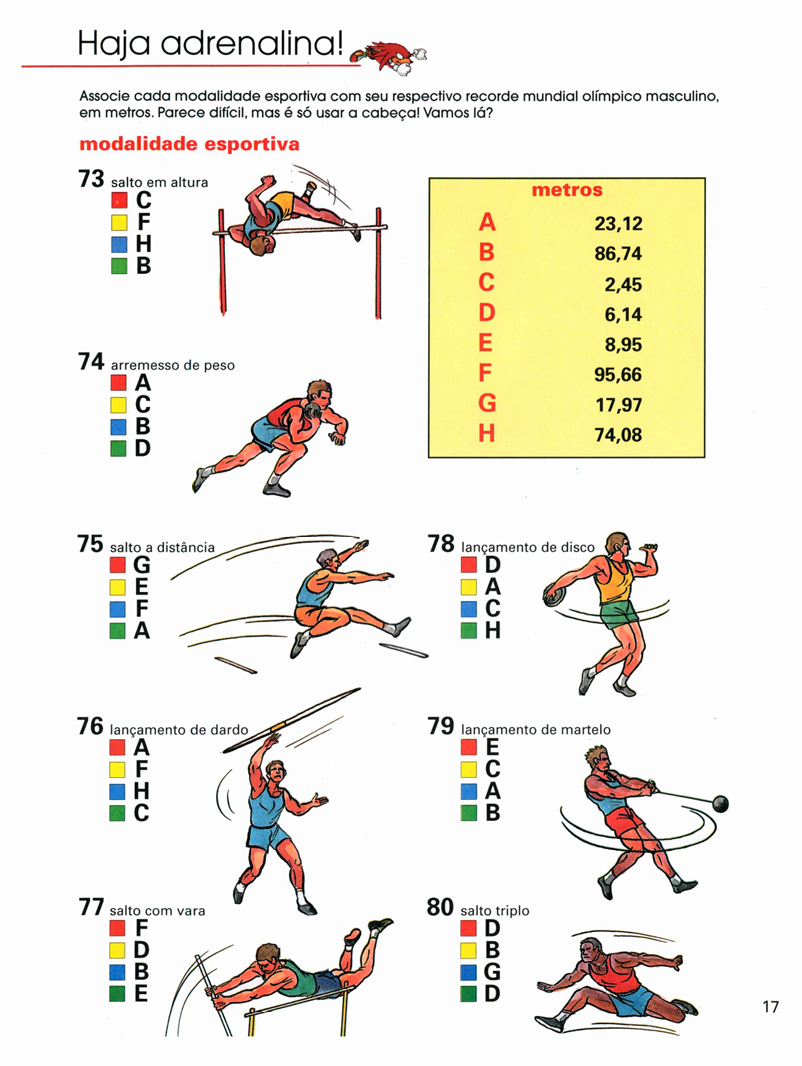 Haja adrenalina!
Associe cada modalidade esportiva com seu respectivo recorde mundial olímpico masculino,
em metros. Parece difícil, mas é só usar a cabeça! Vamos lá?
modalidade esportiva
73 salto em altura
C
F
H
B
metros
A 23,12
B 86,74
C 2,45
D 6,14
E 8,95
F 95,66
G 17,97
H 74,08
74 arremesso de peso
A
C
B
D
75 salto a distância
G
E
F
A
76 lançamento de dardo
A
F
H
C
77 salto com vara
F
D
B
E
78 lançamento de disco
D
A
C
H
79 lançamento de martelo
E
C
A
B
80 salto triplo
D
B
G
D
17